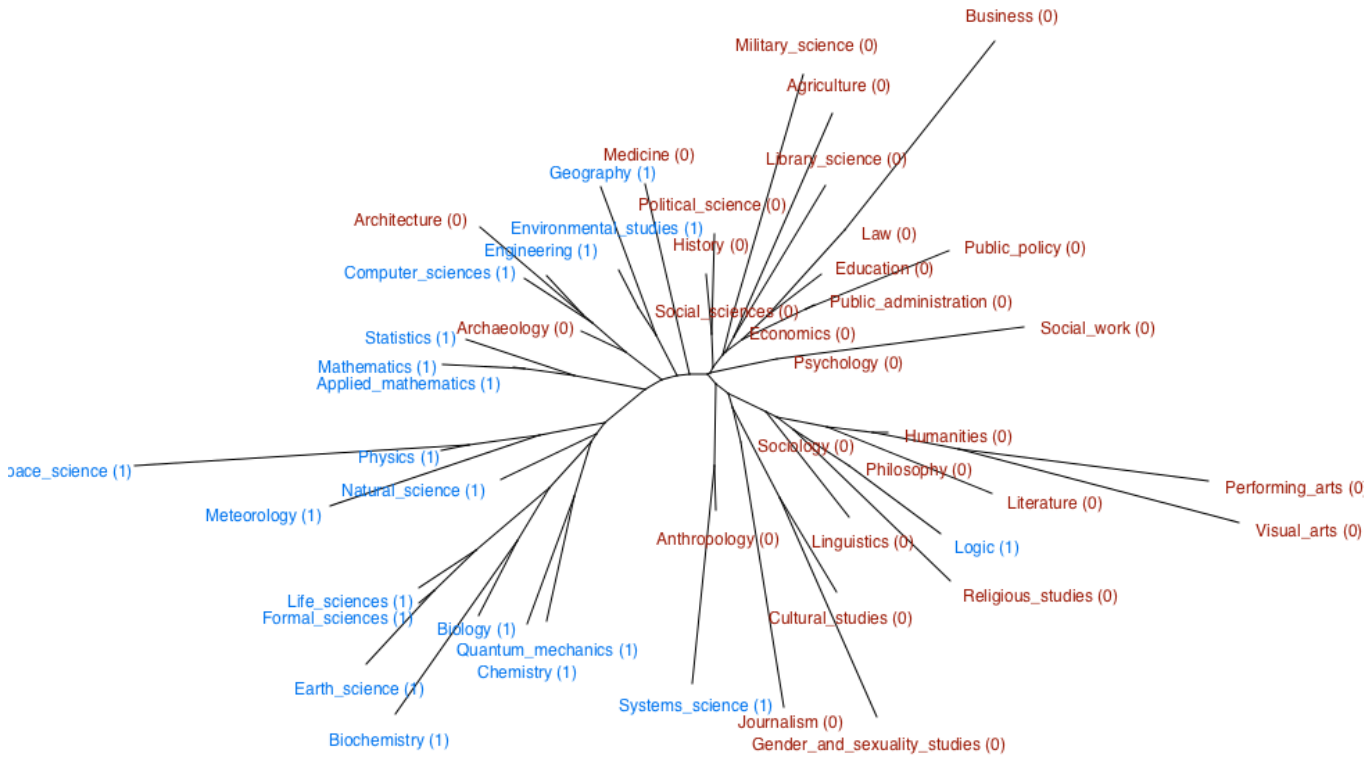 Business (0)
Military_science (0)
Agriculture (0)
Medicine (0)
Library_science (0)
Geography (1)
Political_science (0)
Architecture (0)
Environmental_studies (1)
Law (0)
History (0)
Public_policy (0)
Engineering (1)
Education (0)
Computer_sciences (1)
Public_administration (0)
Social_sciences (0)
Archaeology (0)
Social_work (0)
Economics (0)
Statistics (1)
Psychology (0)
Mathematics (1)
Applied_mathematics (1)
Humanities (0)
Sociology (0)
Physics (1)
pace_science (1)
Philosophy (0)
Natural_science (1)
Performing_arts (0
Literature (0)
Meteorology (1)
Visual_arts (0)
Anthropology (0)
Linguistics (0)
Logic (1)
Religious_studies (0)
Life_sciences (1)
Formal_sciences (1)
Cultural_studies (0)
Biology (1)
Quantum_mechanics (1)
Chemistry (1)
Earth_science (1)
Systems_science (1)
Journalism (0)
Biochemistry (1)
Gender_and_sexuality_studies (0)